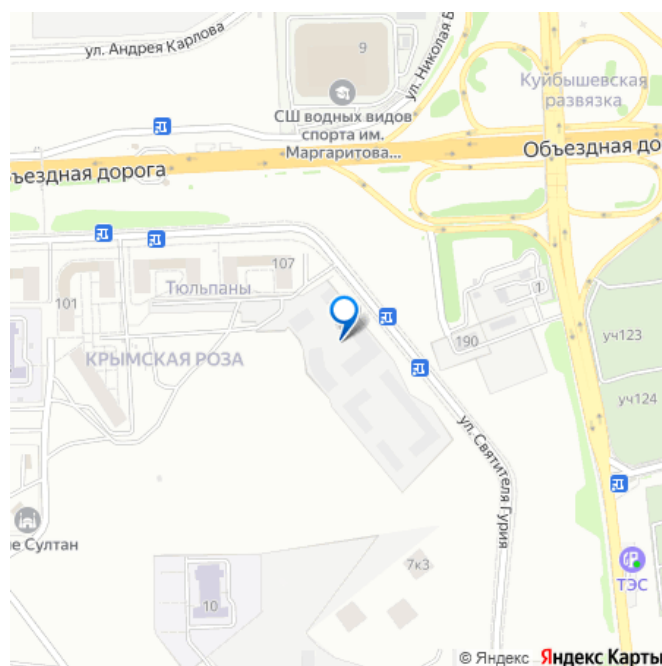 ул. Андрея Карлова
9
ул. Николая Б
Куйбышевская
развязка
СШ водных видов
спорта им.
Маргаритова...
Объездная до
ъездная дорога
107
Тюльпаны
101
1
КРЫМСКАЯ РОЗА
190
уч123
уч124
ул. Святителя Гурия
е Султан
7к3
10
ТЭС
© Яндекс Яндекс Карты